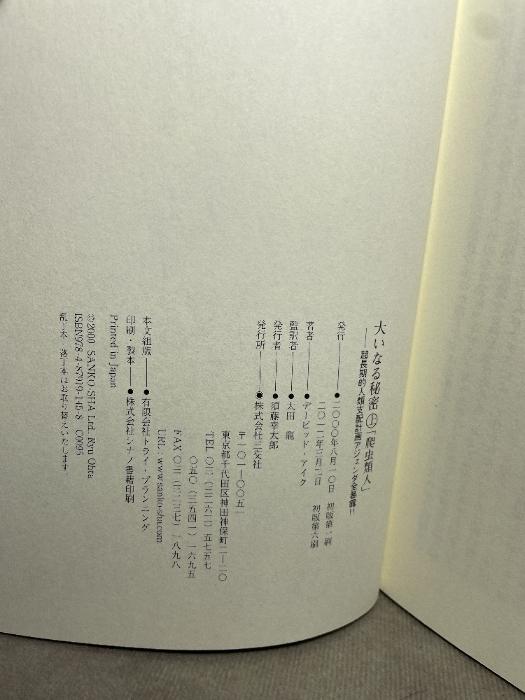 大いなる秘密㊤「爬虫類人」
——超長期的人類支配計画アジェンダ全暴露!!
発行——●二〇〇〇年八月一〇日 初版第一刷
二〇一二年三月二日 初版第六刷
著者——●デービッド・アイク
監訳者——●太田 龍
発行者——●須藤幸太郎
発行所——●株式会社三交社
〒一〇一—〇〇五一
東京都千代田区神田神保町二—二〇
TEL 〇三(三二六二)五七五七
〇五〇(三五四一)一六九五
FAX 〇三(三二三七)一八九八
URL: www.sanko-sha.com
本文組版——●有限会社トライ・プランニング
印刷・製本——●株式会社シナノ書籍印刷
Printed in Japan
©2000 SANKO-SHA Ltd. Ryu Ohta
ISBN978-4-87919-145-8 C0095
乱丁本・落丁本はお取り替えいたします